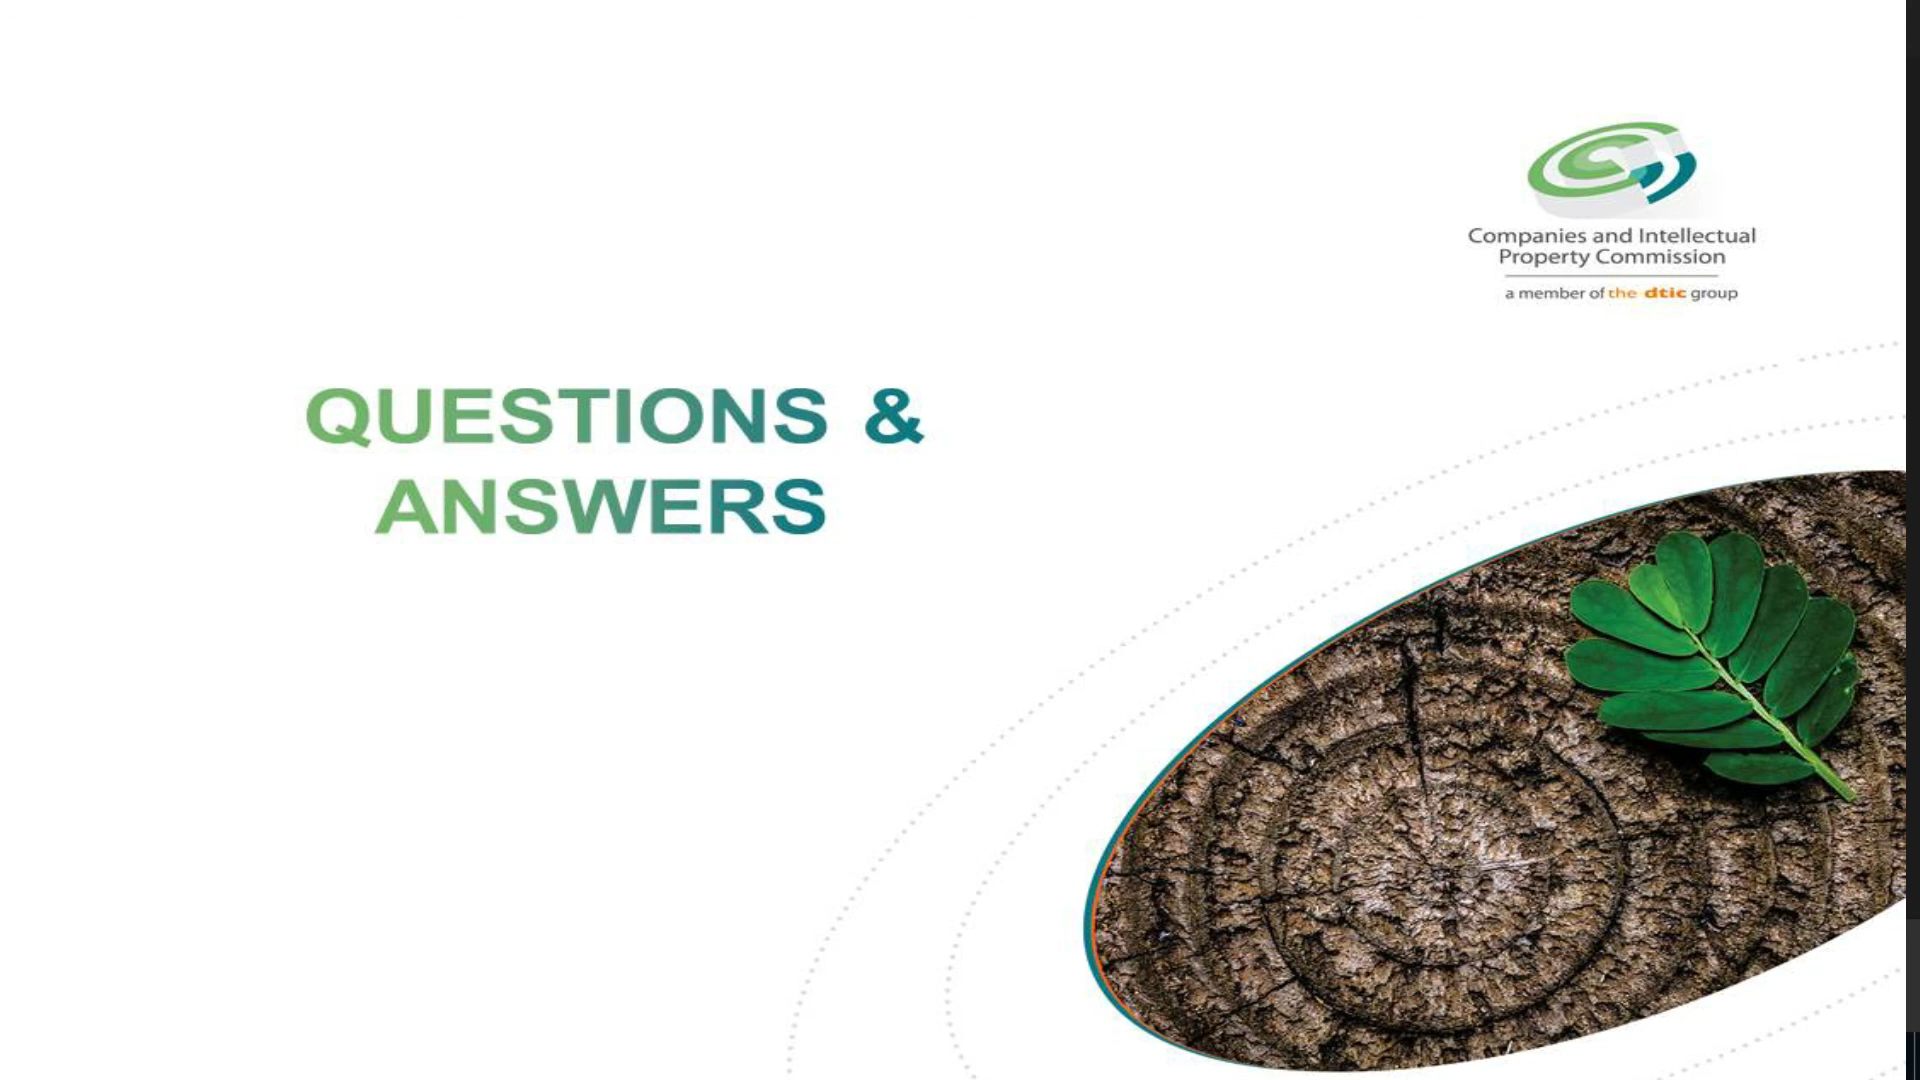 Companies and Intellectual
Property Commission
a member of the dtic group
QUESTIONS &
ANSWERS